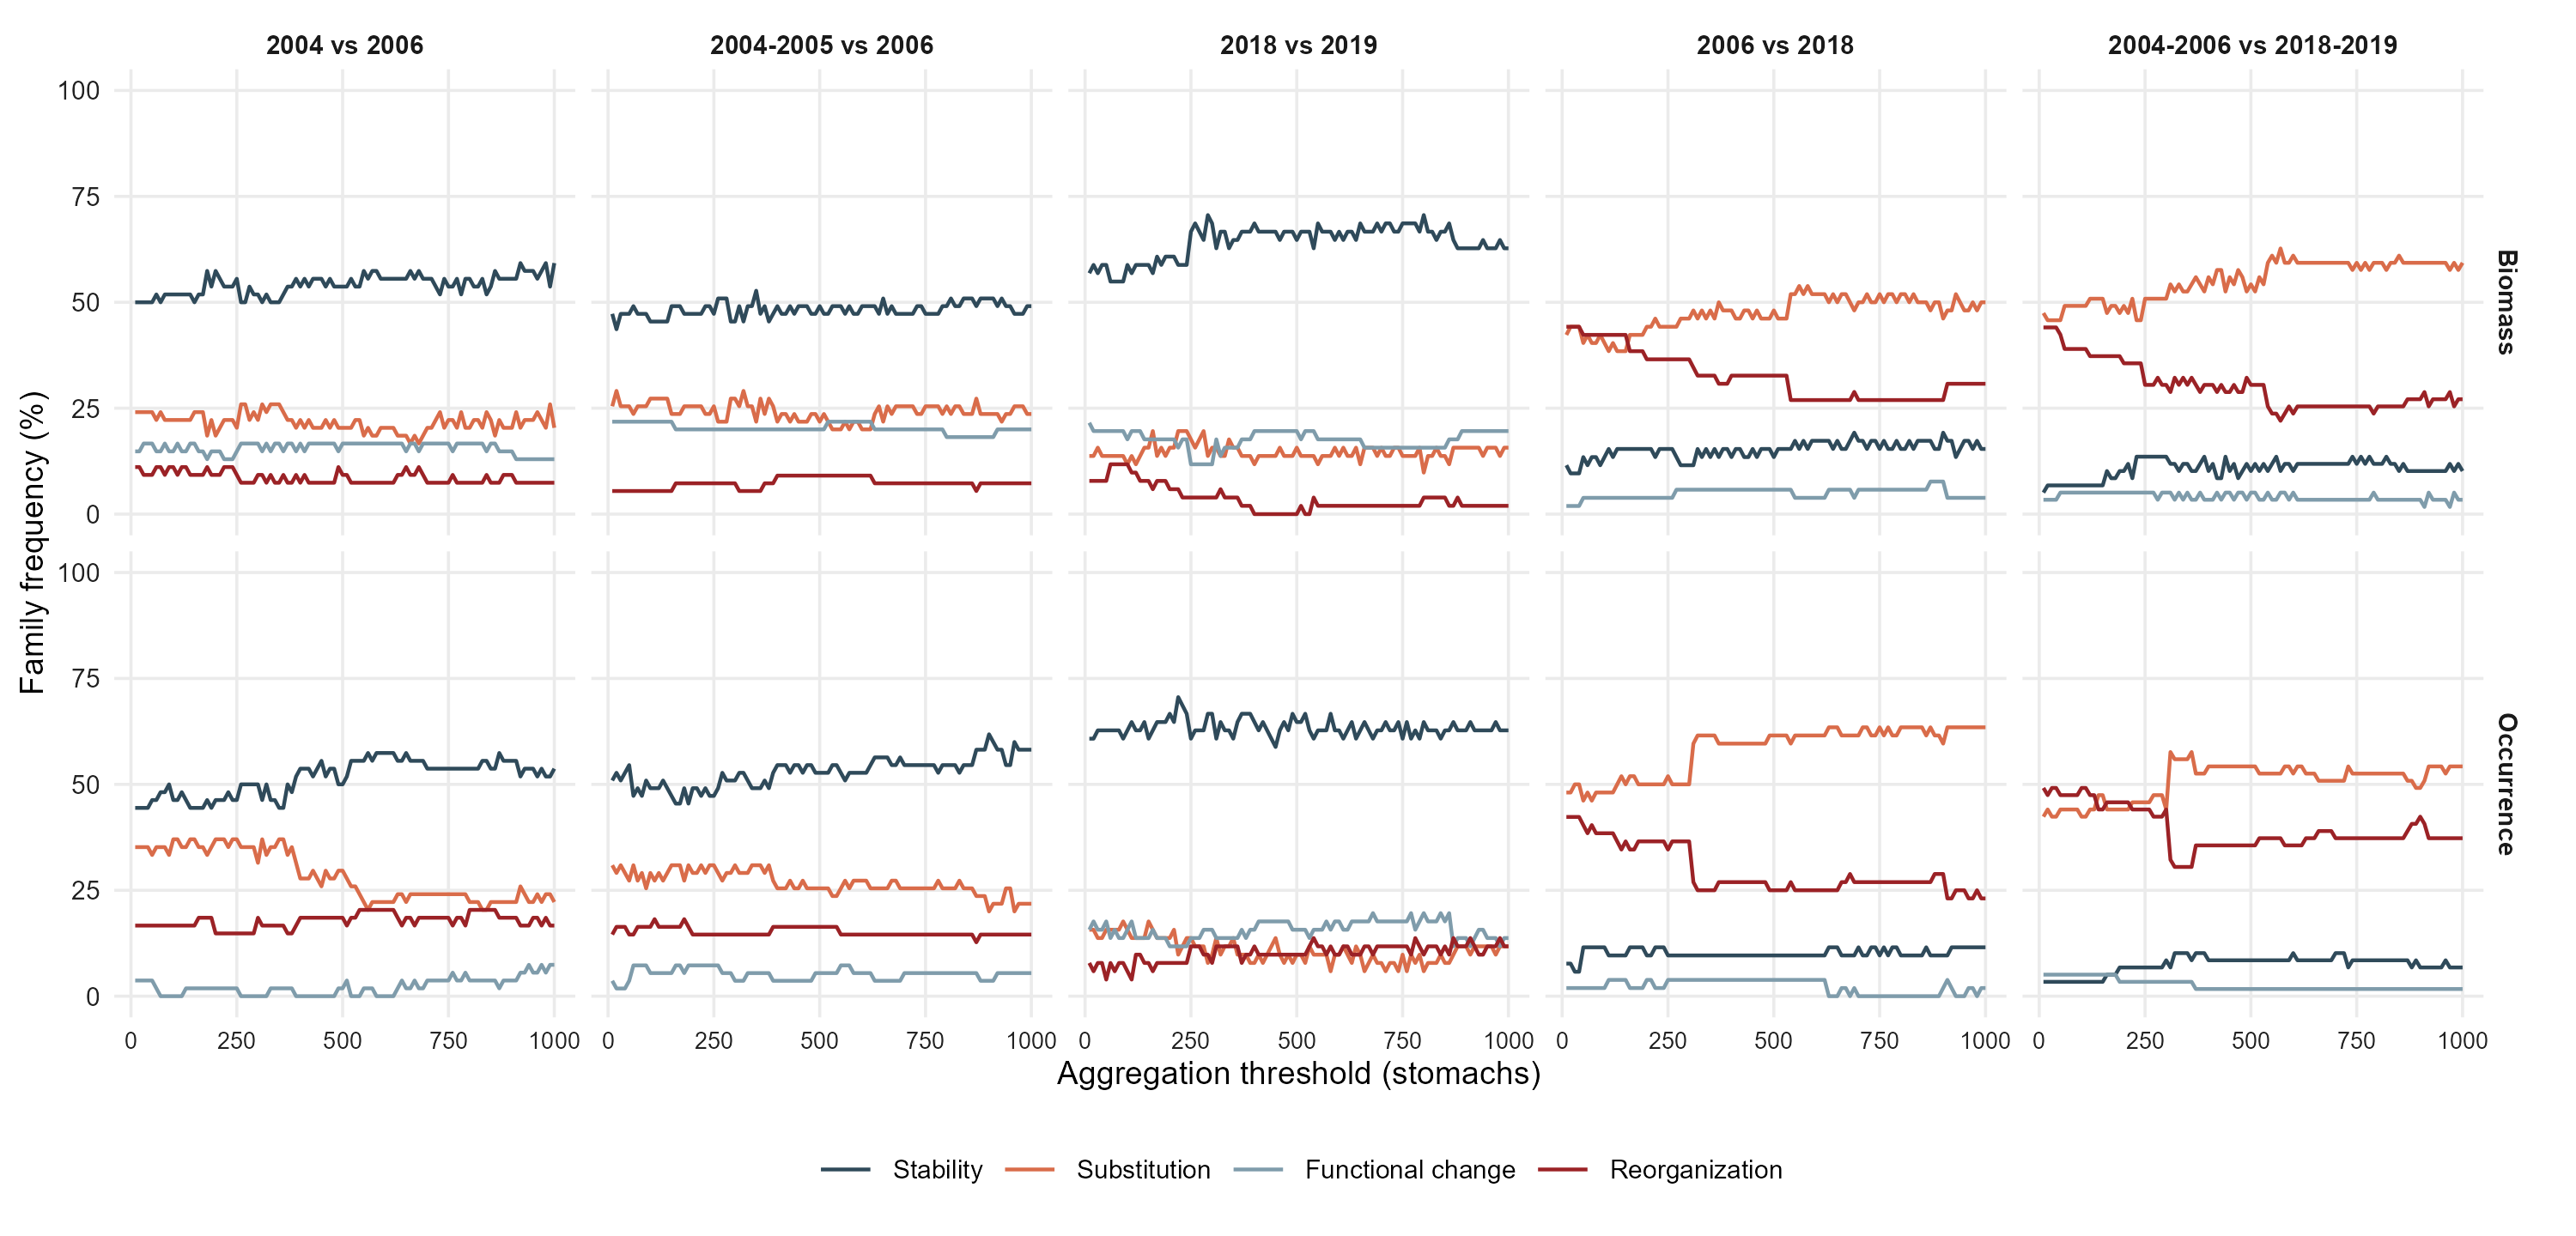 2004 vs 2006
2004-2005 vs 2006
2018 vs 2019
2006 vs 2018
2004-2006 vs 2018-2019
Family frequency (%)
100
75
50
25
0
Biomass
100
75
50
25
0
Occurrence
0 250 500 750 1000
0 250 500 750 1000
0 250 500 750 1000
0 250 500 750 1000
0 250 500 750 1000
Aggregation threshold (stomachs)
Stability Substitution Functional change Reorganization